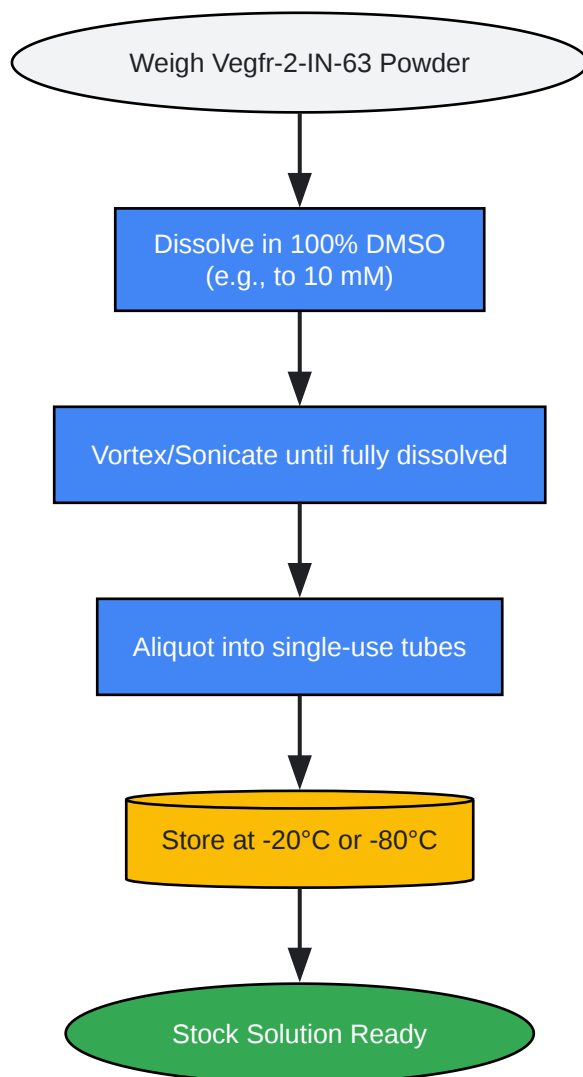 Weigh Vegfr-2-IN-63 Powder
Dissolve in 100% DMSO
(e.g., to 10 mM)
Vortex/Sonicate until fully dissolved
Aliquot into single-use tubes
Store at -20°C or -80°C
Stock Solution Ready